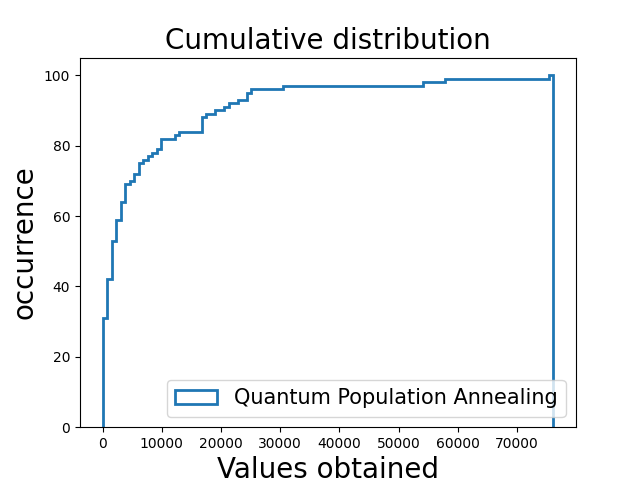 Cumulative distribution
occurrence
100
80
60
40
20
0
Quantum Population Annealing
0 10000 20000 30000 40000 50000 60000 70000
Values obtained